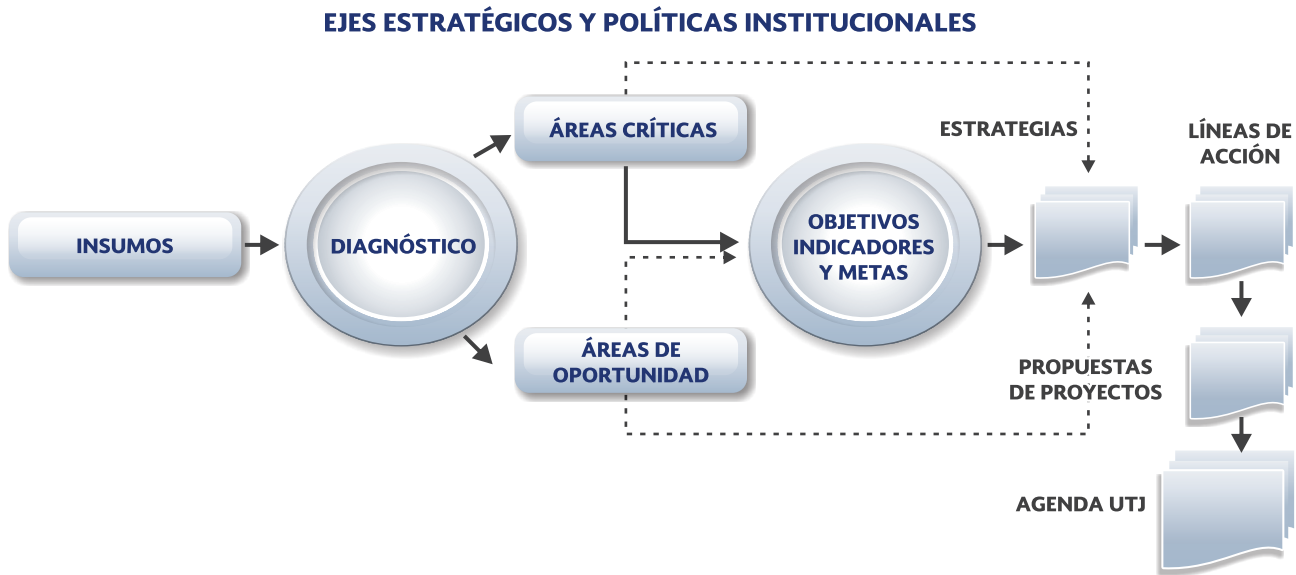 EJES ESTRATÉGICOS Y POLÍTICAS INSTITUCIONALES
INSUMOS
DIAGNÓSTICO
ÁREAS CRÍTICAS
ÁREAS DE
OPORTUNIDAD
OBJETIVOS
INDICADORES
Y METAS
ESTRATEGIAS
LÍNEAS DE
ACCIÓN
PROPUESTAS
DE PROYECTOS
AGENDA UTJ